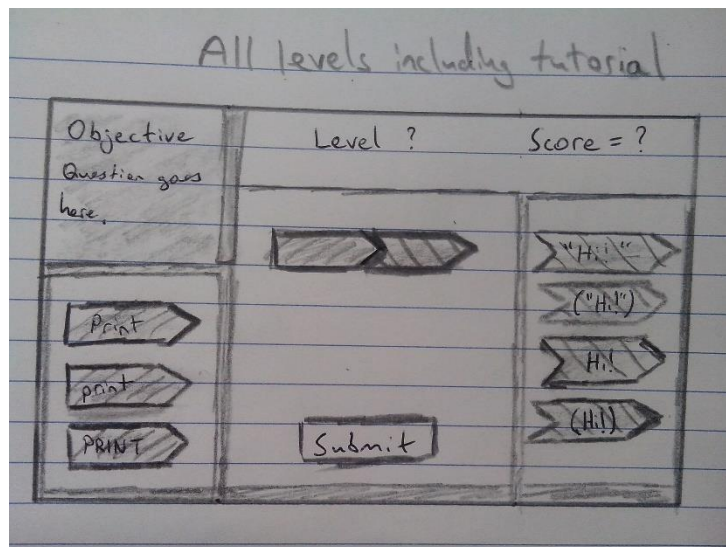 All levels including tutorial
Objective
Question goes
here.
Level ?
Score = ?
Print
print
PRINT
Submit
"Hi!"
("Hi!")
Hi!
(Hi!)